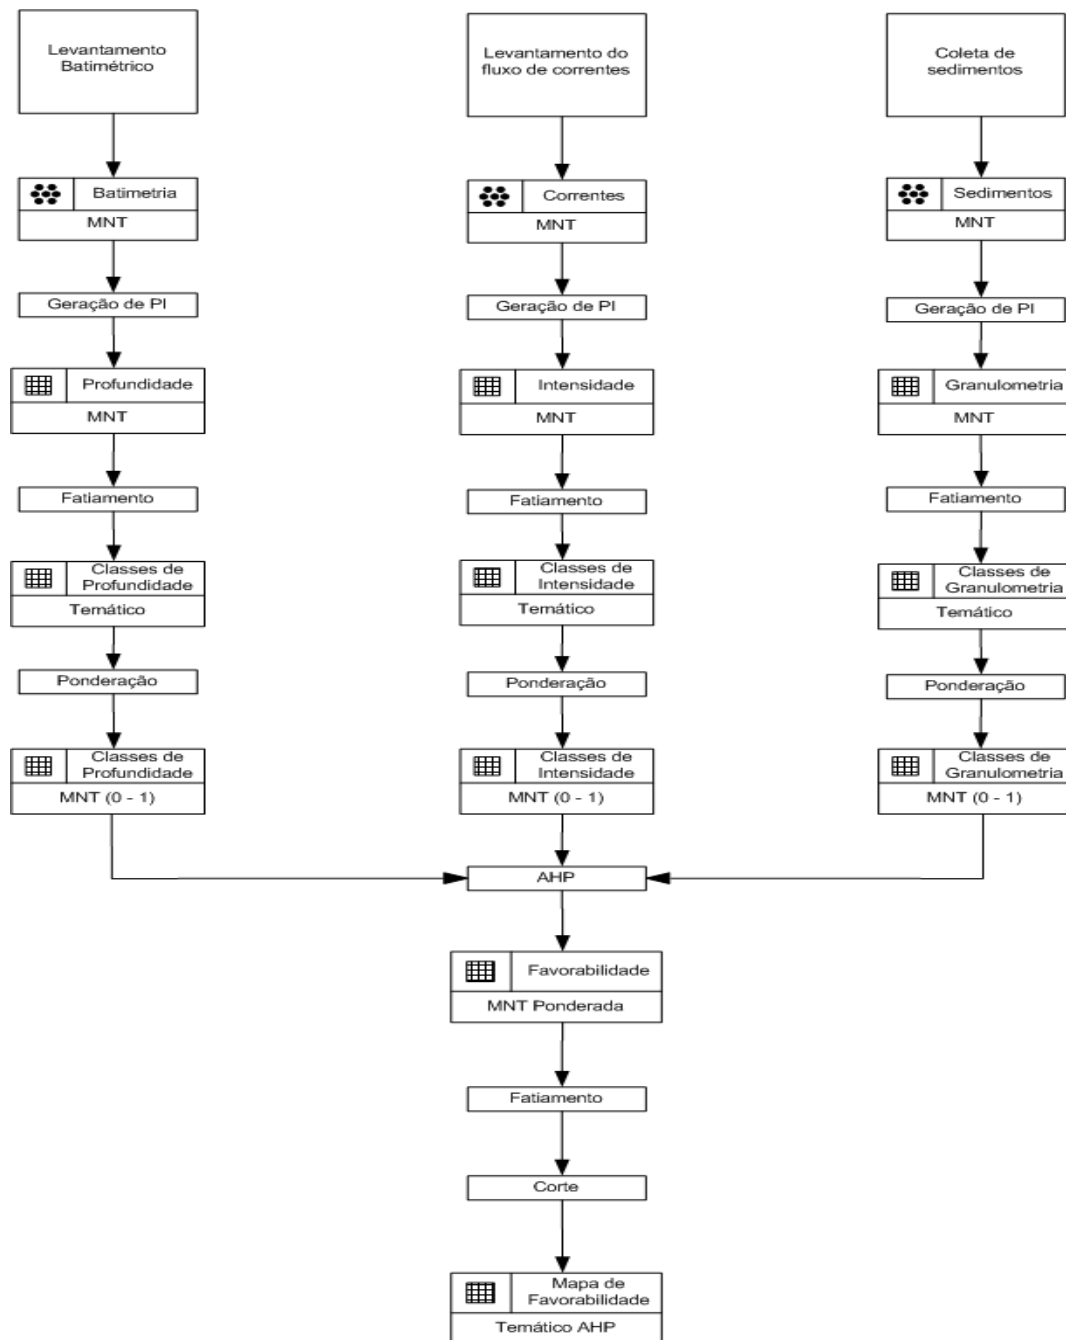 Levantamento
Batimétrico
Levantamento do
fluxo de correntes
Coleta de
sedimentos
Batimetria
MNT
Correntes
MNT
Sedimentos
MNT
Geração de PI
Geração de PI
Geração de PI
Profundidade
MNT
Intensidade
MNT
Granulometria
MNT
Fatiamento
Fatiamento
Fatiamento
Classes de
Profundidade
Temático
Classes de
Intensidade
Temático
Classes de
Granulometria
Temático
Ponderação
Ponderação
Ponderação
Classes de
Profundidade
MNT (0 - 1)
Classes de
Intensidade
MNT (0 - 1)
Classes de
Granulometria
MNT (0 - 1)
AHP
Favorabilidade
MNT Ponderada
Fatiamento
Corte
Mapa de
Favorabilidade
Temático AHP